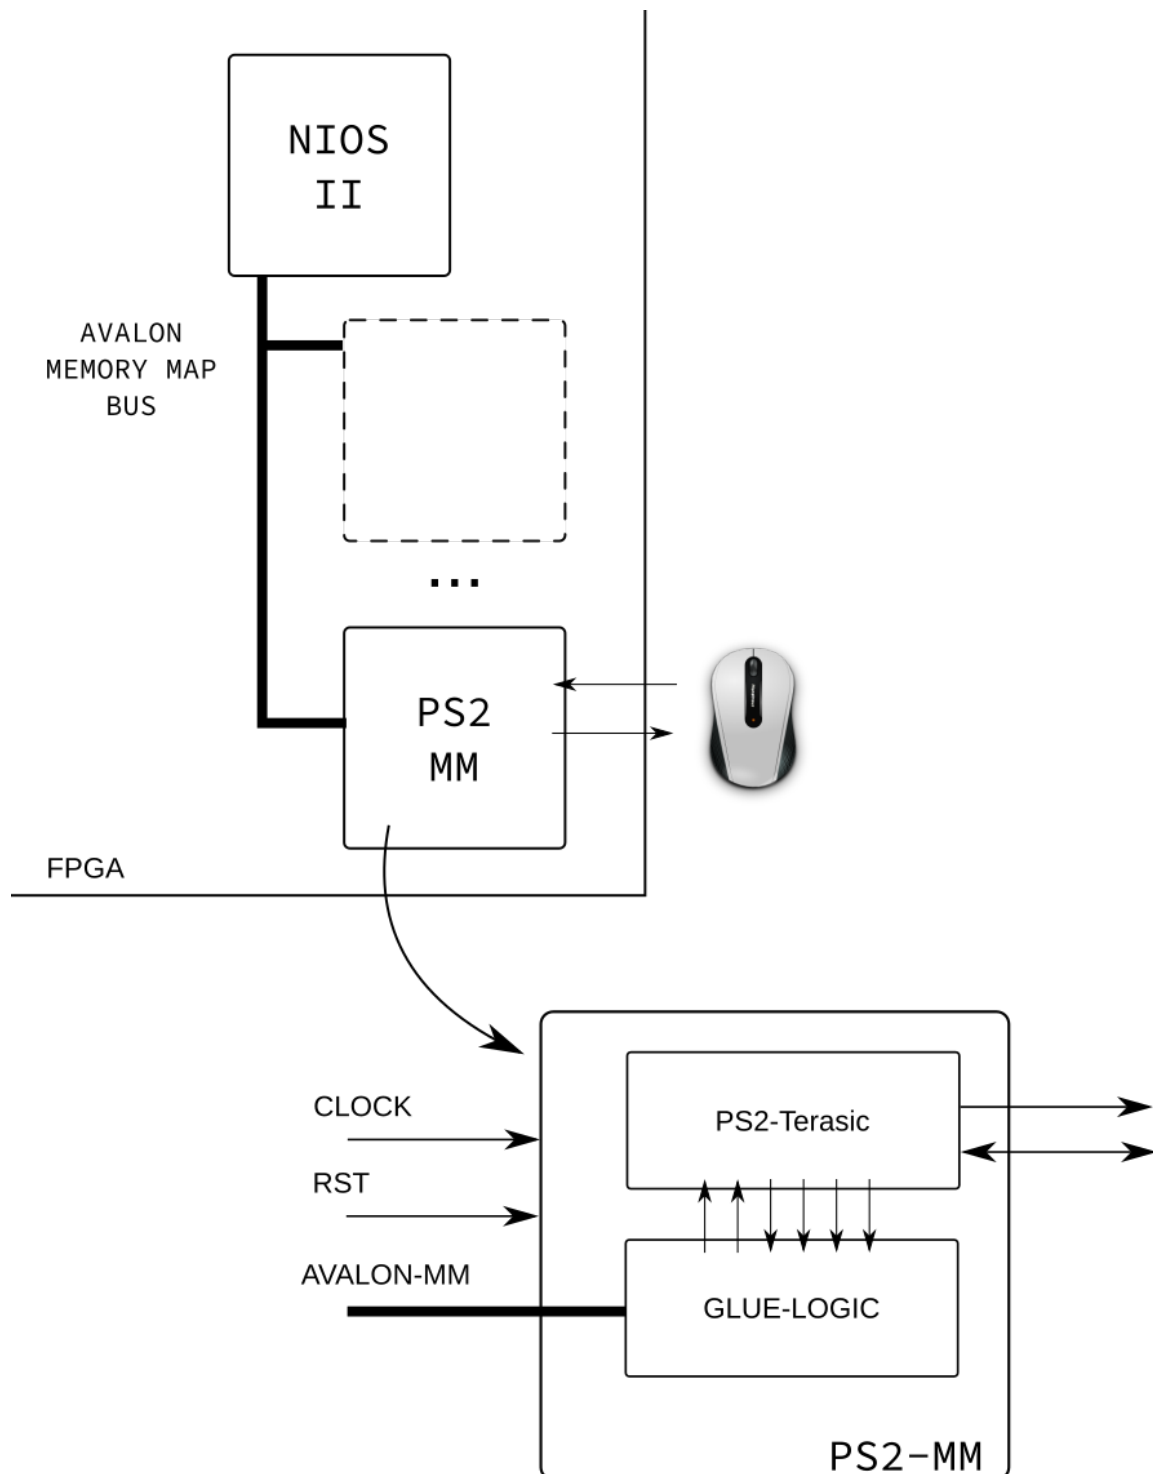 NIOS
II
AVALON
MEMORY MAP
BUS
...
PS2
MM
FPGA
CLOCK
RST
AVALON-MM
PS2-Terasic
GLUE-LOGIC
PS2-MM